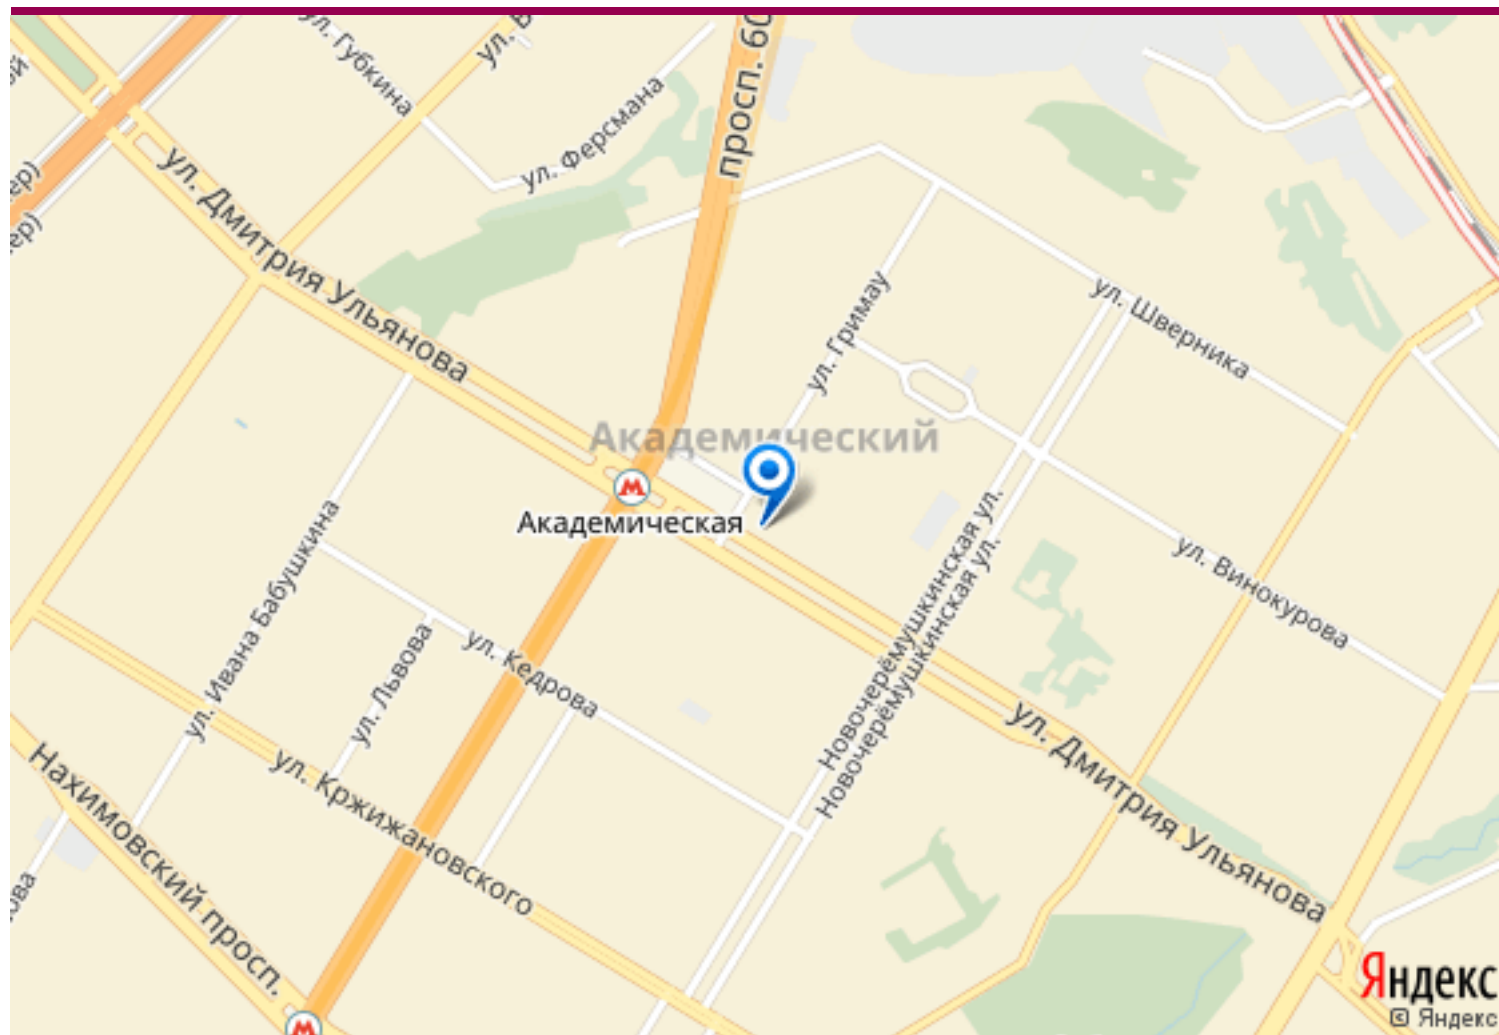 ул. Губкина
ул. В
просп. 60
ул. Ферсмана
ул. Дмитрия Ульянова
ул. Гримау
ул. Шверника
Академический
Академическая
ул. Ивана Бабушкина
ул. Львова
ул. Кедрова
Новочерёмушкинская ул.
Новочерёмушкинская ул.
ул. Винокурова
ул. Дмитрия Ульянова
ул. Кржижановского
Нахимовский просп.
Яндекс
© Яндекс